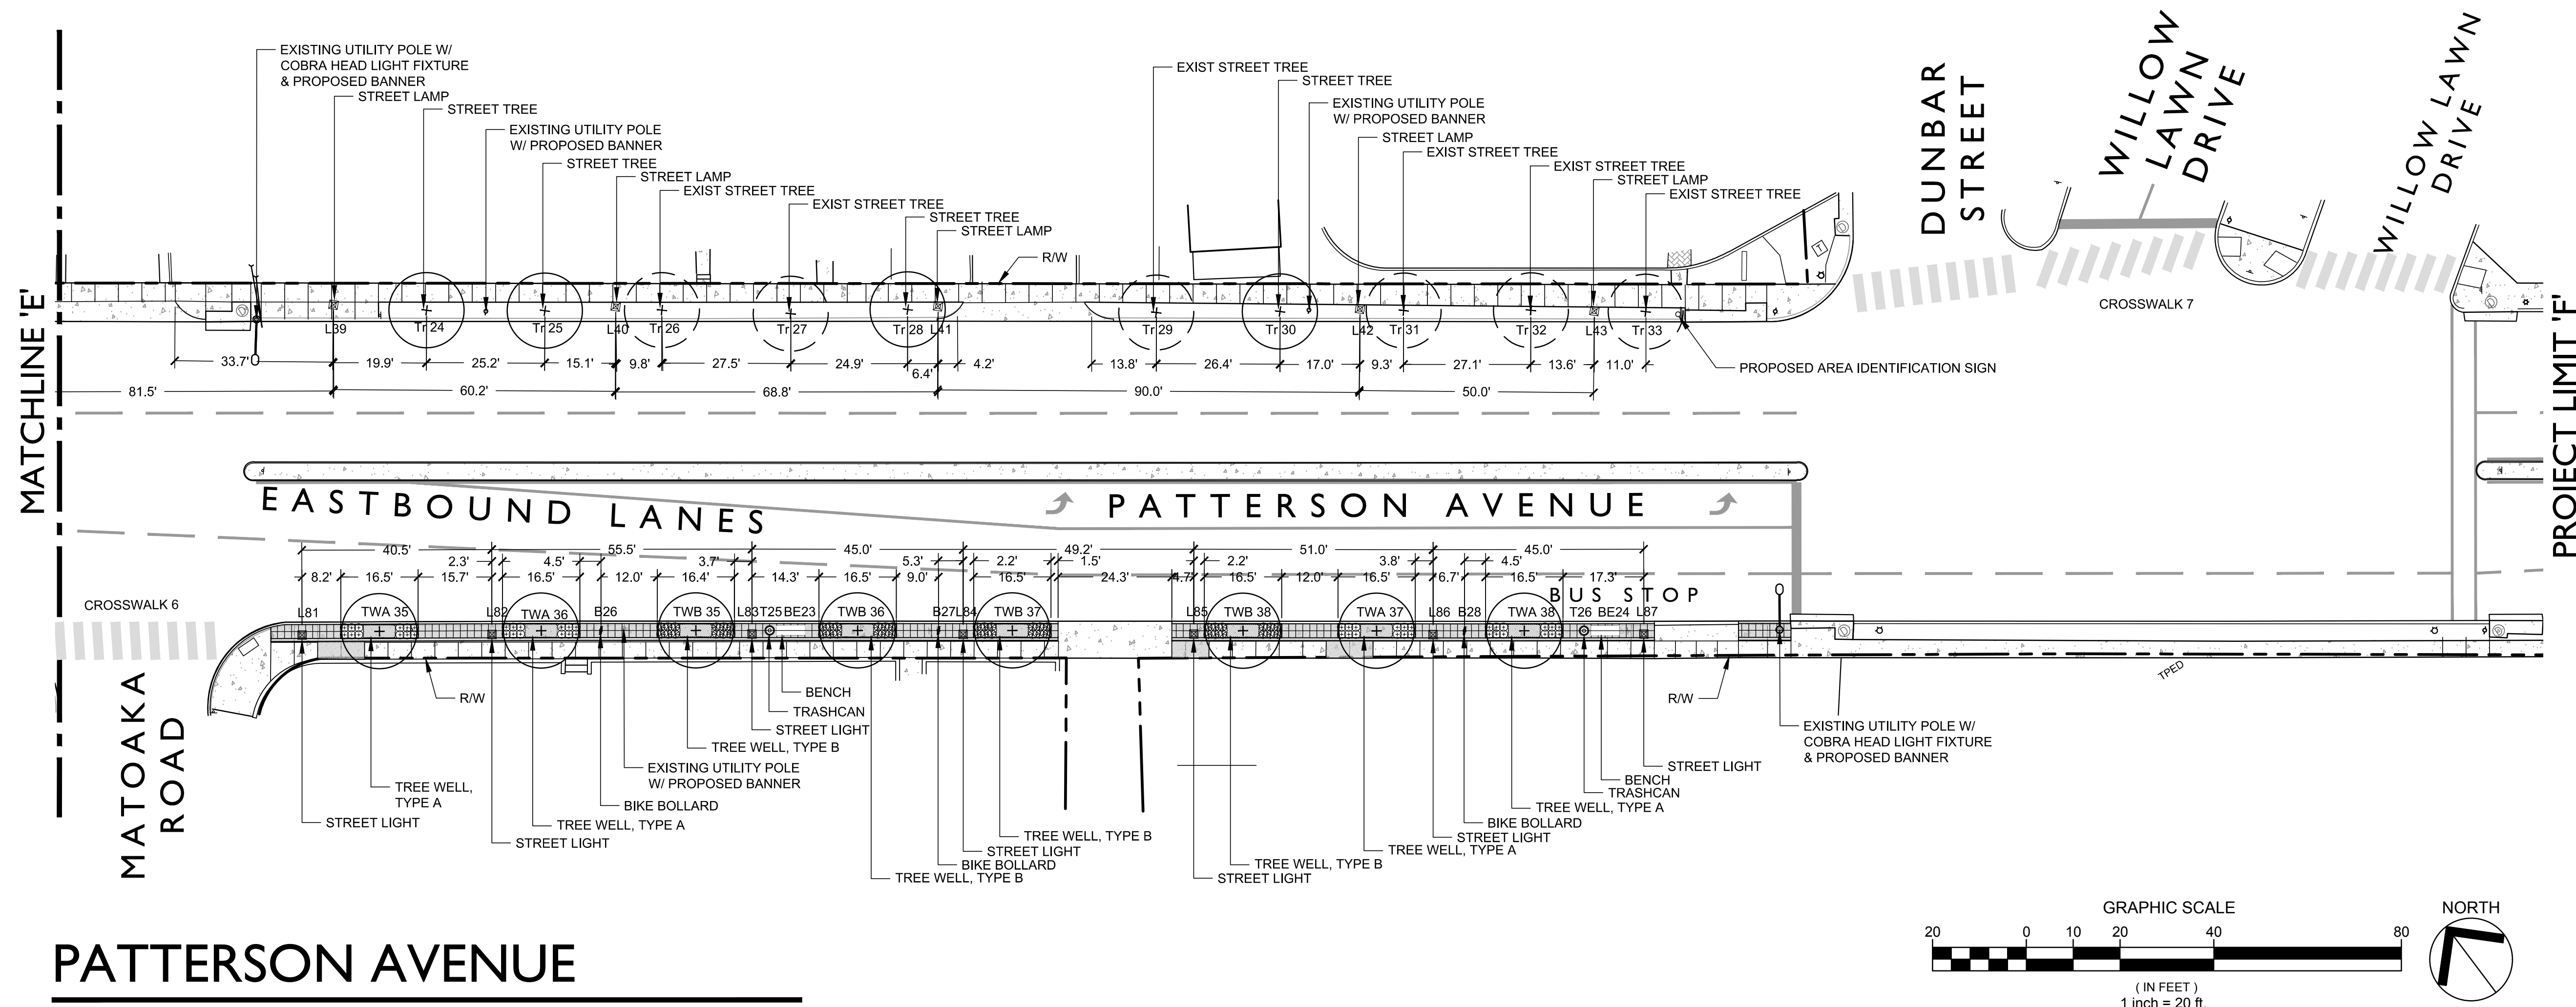 EXISTING UTILITY POLE W/
COBRA HEAD LIGHT FIXTURE
& PROPOSED BANNER
STREET LAMP
STREET TREE
EXISTING UTILITY POLE
W/ PROPOSED BANNER
STREET TREE
STREET LAMP
EXIST STREET TREE
EXIST STREET TREE
STREET TREE
STREET LAMP
R/W
EXIST STREET TREE
STREET TREE
EXISTING UTILITY POLE
W/ PROPOSED BANNER
STREET LAMP
EXIST STREET TREE
EXIST STREET TREE
STREET LAMP
EXIST STREET TREE
DUNBAR
STREET
WILLOW
LAWN
DRIVE
WILLOW LAWN
DRIVE
T
CROSSWALK 7
PROPOSED AREA IDENTIFICATION SIGN
MATCHLINE 'E'
PROJECT LIMIT 'E'
L39 Tr 24 Tr 25 L40 Tr 26 Tr 27 Tr 28 L41 Tr 29 Tr 30 L42 Tr 31 Tr 32 L43 Tr 33
33.7' 19.9' 25.2' 15.1' 9.8' 27.5' 24.9' 6.4' 4.2' 13.8' 26.4' 17.0' 9.3' 27.1' 13.6' 11.0'
81.5' 60.2' 68.8' 90.0' 50.0'
EASTBOUND LANES
PATTERSON AVENUE
40.5' 55.5' 45.0' 49.2' 51.0' 45.0'
2.3' 4.5' 3.7' 5.3' 2.2' 1.5' 2.2' 3.8' 4.5'
8.2' 16.5' 15.7' 16.5' 12.0' 16.4' 14.3' 16.5' 9.0' 16.5' 24.3' 4.7' 16.5' 12.0' 16.5' 6.7' 16.5' 17.3'
BUS STOP
CROSSWALK 6
L81 TWA 35 L82 TWA 36 B26 TWB 35 L83 T25 BE23 TWB 36 B27 L84 TWB 37 L85 TWB 38 TWA 37 L86 B28 TWA 38 T26 BE24 L87
MATOAKA
ROAD
R/W
BENCH
TRASHCAN
STREET LIGHT
TREE WELL, TYPE B
EXISTING UTILITY POLE
W/ PROPOSED BANNER
BIKE BOLLARD
TREE WELL, TYPE A
STREET LIGHT
TREE WELL,
TYPE A
STREET LIGHT
TREE WELL, TYPE B
STREET LIGHT
BIKE BOLLARD
TREE WELL, TYPE B
R/W
TPED
EXISTING UTILITY POLE W/
COBRA HEAD LIGHT FIXTURE
& PROPOSED BANNER
STREET LIGHT
BENCH
TRASHCAN
TREE WELL, TYPE A
BIKE BOLLARD
STREET LIGHT
TREE WELL, TYPE A
TREE WELL, TYPE B
STREET LIGHT
PATTERSON AVENUE
GRAPHIC SCALE
20 0 10 20 40 80
( IN FEET )
1 inch = 20 ft.
NORTH